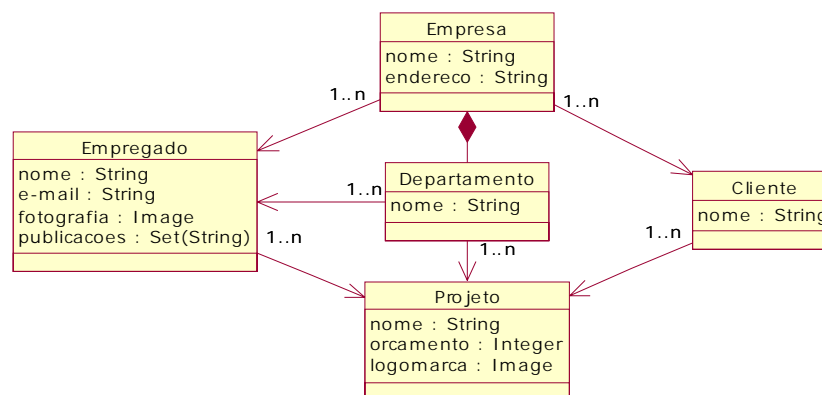 Empresa
nome : String
endereco : String
1..n
1..n
Empregado
nome : String
e-mail : String
fotografia : Image
publicacoes : Set(String)
1..n
Departamento
nome : String
1..n
Cliente
nome : String
1..n
1..n
Projeto
nome : String
orcamento : Integer
logomarca : Image